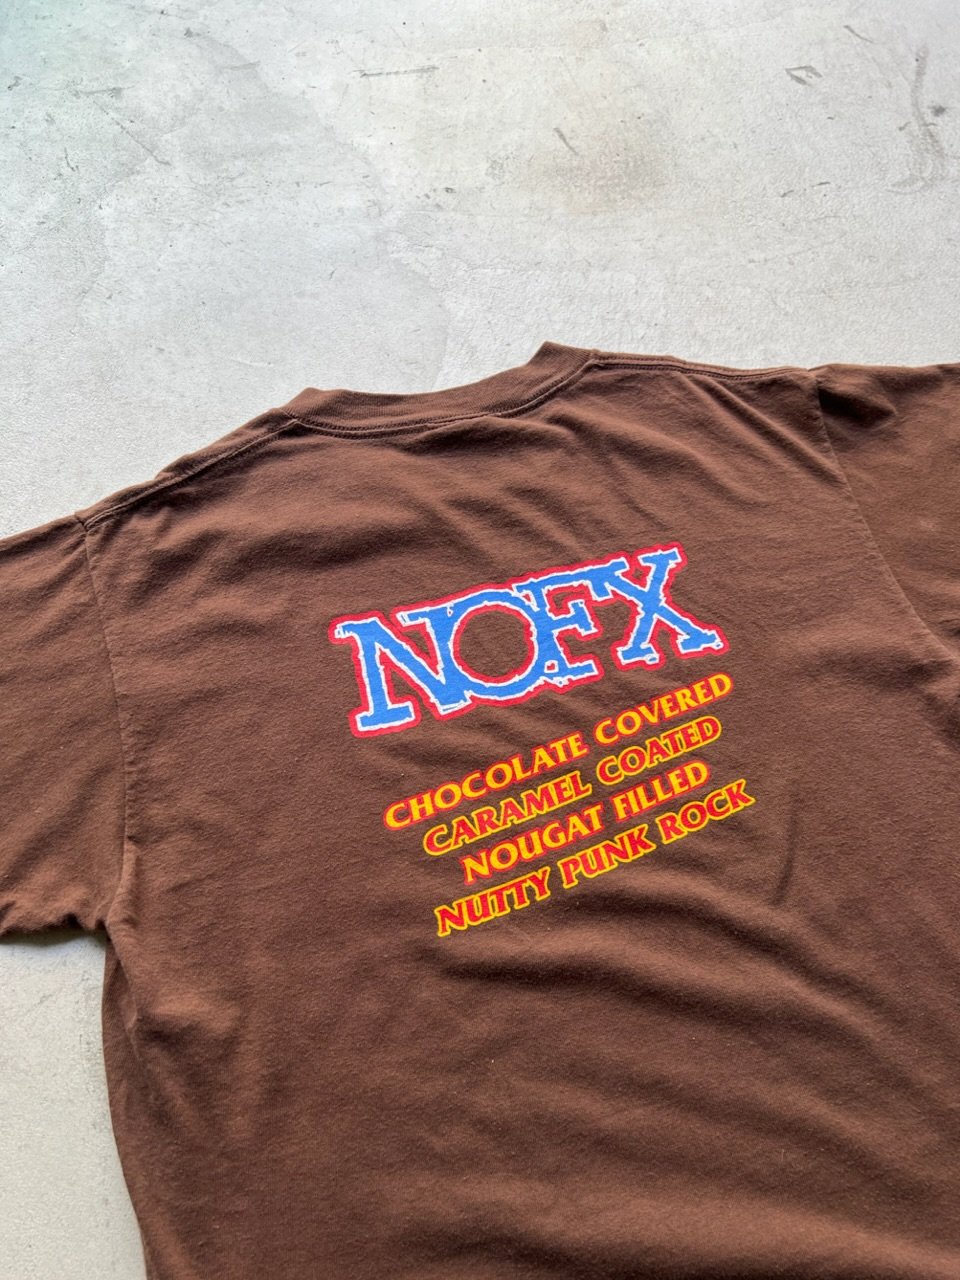 NOFX
CHOCOLATE COVERED
CARAMEL COATED
NOUGAT FILLED
NUTTY PUNK ROCK